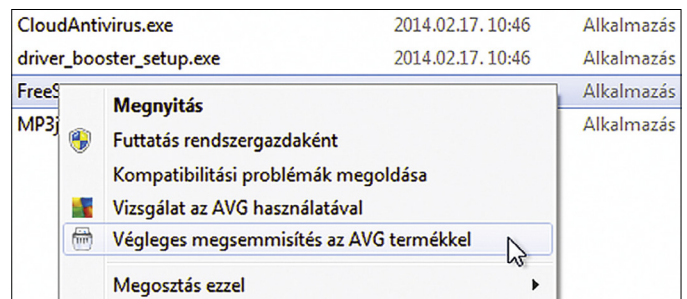 CloudAntivirus.exe 2014.02.17. 10:46 Alkalmazás
driver_booster_setup.exe 2014.02.17. 10:46 Alkalmazás
Alkalmazás
Megnyitás
Alkalmazás
Futtatás rendszergazdaként
Kompatibilitási problémák megoldása
Vizsgálat az AVG használatával
Végleges megsemmisítés az AVG termékkel
Megosztás ezzel